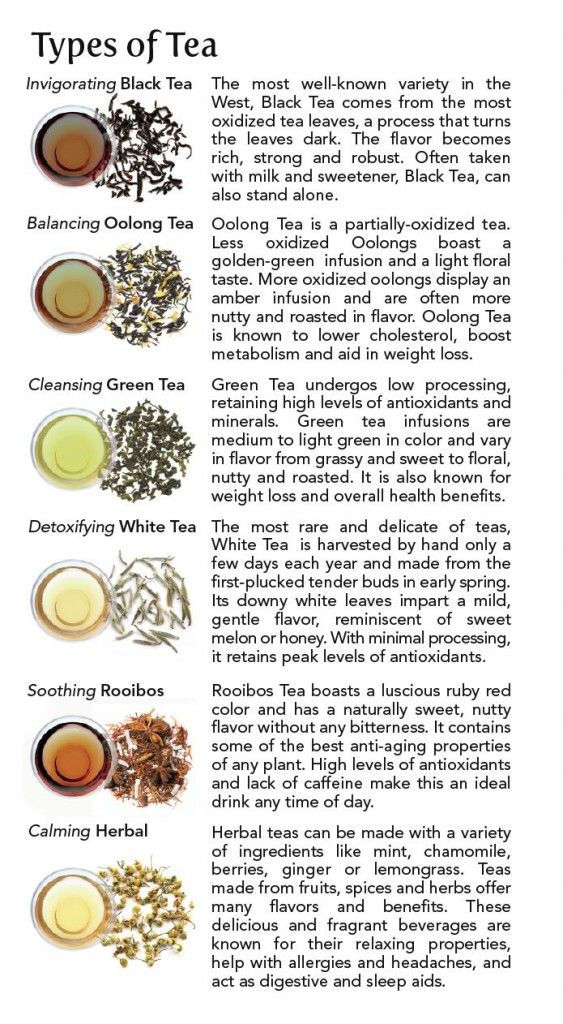 Types of Tea
Invigorating Black Tea
The most well-known variety in the
West, Black Tea comes from the most
oxidized tea leaves, a process that turns
the leaves dark. The flavor becomes
rich, strong and robust. Often taken
with milk and sweetener, Black Tea, can
also stand alone.
Balancing Oolong Tea
Oolong Tea is a partially-oxidized tea.
Less oxidized Oolongs boast a
golden-green infusion and a light floral
taste. More oxidized oolongs display an
amber infusion and are often more
nutty and roasted in flavor. Oolong Tea
is known to lower cholesterol, boost
metabolism and aid in weight loss.
Cleansing Green Tea
Green Tea undergos low processing,
retaining high levels of antioxidants and
minerals. Green tea infusions are
medium to light green in color and vary
in flavor from grassy and sweet to floral,
nutty and roasted. It is also known for
weight loss and overall health benefits.
Detoxifying White Tea
The most rare and delicate of teas,
White Tea is harvested by hand only a
few days each year and made from the
first-plucked tender buds in early spring.
Its downy white leaves impart a mild,
gentle flavor, reminiscent of sweet
melon or honey. With minimal processing,
it retains peak levels of antioxidants.
Soothing Rooibos
Rooibos Tea boasts a luscious ruby red
color and has a naturally sweet, nutty
flavor without any bitterness. It contains
some of the best anti-aging properties
of any plant. High levels of antioxidants
and lack of caffeine make this an ideal
drink any time of day.
Calming Herbal
Herbal teas can be made with a variety
of ingredients like mint, chamomile,
berries, ginger or lemongrass. Teas
made from fruits, spices and herbs offer
many flavors and benefits. These
delicious and fragrant beverages are
known for their relaxing properties,
help with allergies and headaches, and
act as digestive and sleep aids.